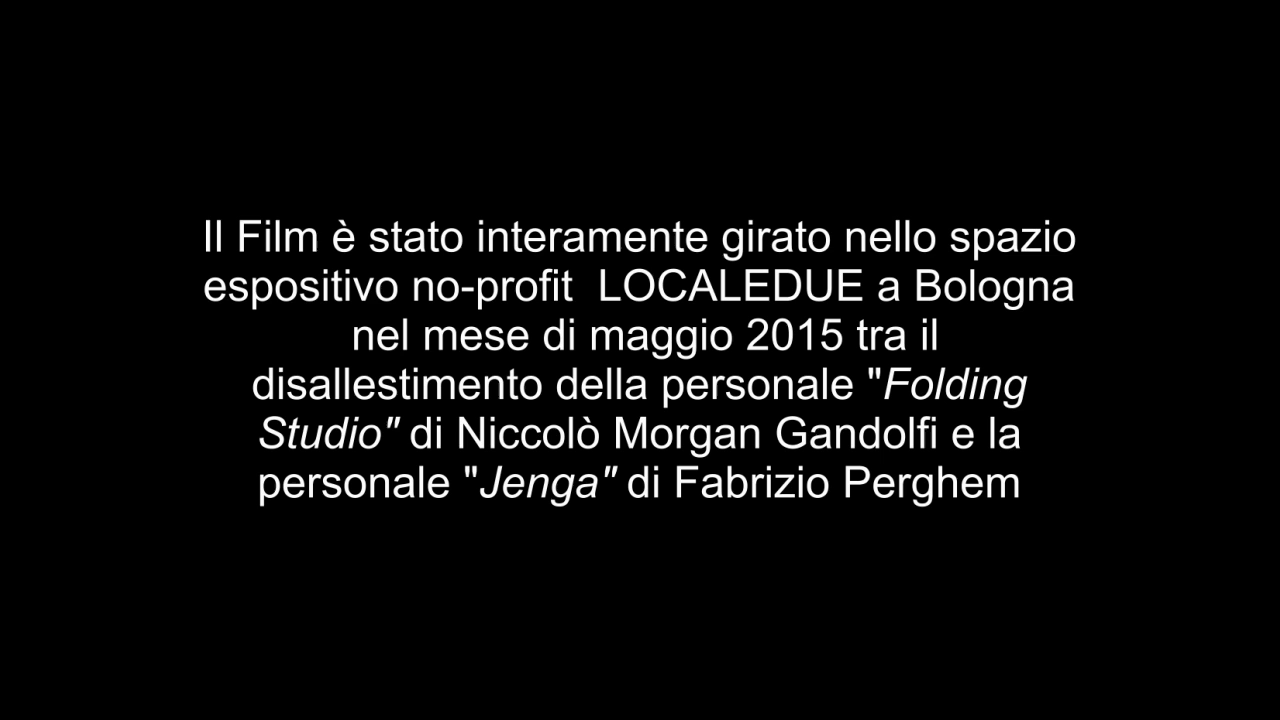 Il Film è stato interamente girato nello spazio
espositivo no-profit  LOCALEDUE a Bologna
nel mese di maggio 2015 tra il
disallestimento della personale "Folding
Studio" di Niccolò Morgan Gandolfi e la
personale "Jenga" di Fabrizio Perghem